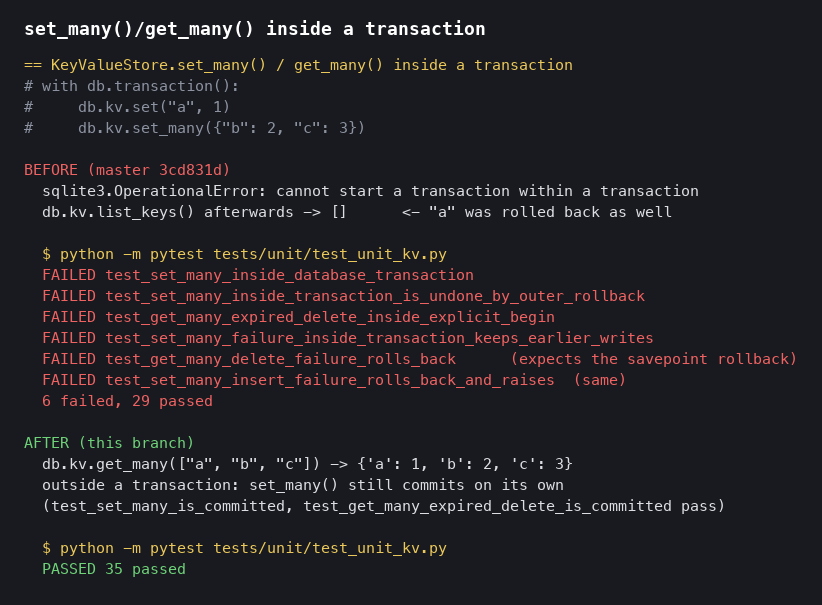 set_many()/get_many() inside a transaction
== KeyValueStore.set_many() / get_many() inside a transaction
# with db.transaction():
#     db.kv.set("a", 1)
#     db.kv.set_many({"b": 2, "c": 3})
BEFORE (master 3cd831d)
  sqlite3.OperationalError: cannot start a transaction within a transaction
  db.kv.list_keys() afterwards -> []      <- "a" was rolled back as well
  $ python -m pytest tests/unit/test_unit_kv.py
  FAILED test_set_many_inside_database_transaction
  FAILED test_set_many_inside_transaction_is_undone_by_outer_rollback
  FAILED test_get_many_expired_delete_inside_explicit_begin
  FAILED test_set_many_failure_inside_transaction_keeps_earlier_writes
  FAILED test_get_many_delete_failure_rolls_back      (expects the savepoint rollback)
  FAILED test_set_many_insert_failure_rolls_back_and_raises  (same)
  6 failed, 29 passed
AFTER (this branch)
  db.kv.get_many(["a", "b", "c"]) -> {'a': 1, 'b': 2, 'c': 3}
  outside a transaction: set_many() still commits on its own
  (test_set_many_is_committed, test_get_many_expired_delete_is_committed pass)
  $ python -m pytest tests/unit/test_unit_kv.py
  PASSED 35 passed